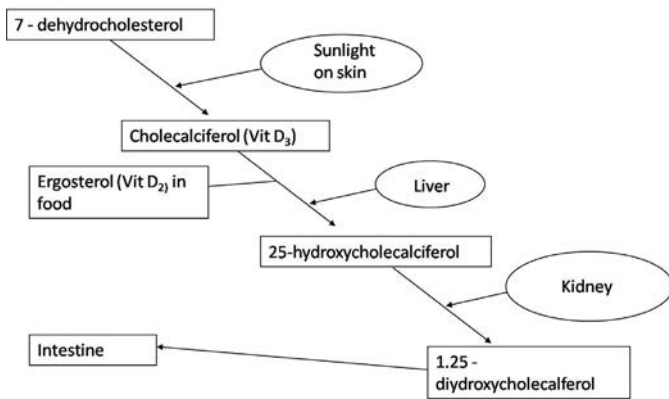 7 - dehydrocholesterol
Sunlight
on skin
Cholecalciferol (Vit D₃)
Ergosterol (Vit D₂₎ in
food
Liver
25-hydroxycholecalciferol
Kidney
Intestine
1.25 -
diydroxycholecalferol